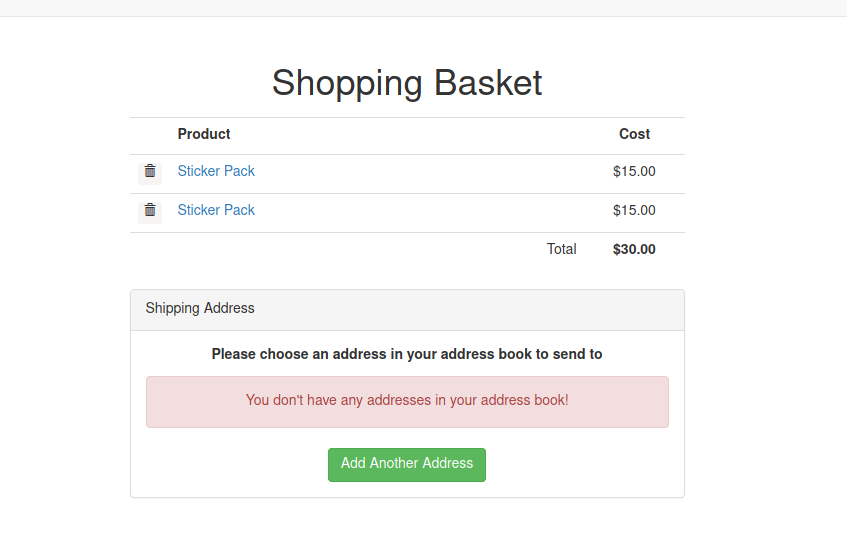 Shopping Basket
Product Cost
Sticker Pack $15.00
Sticker Pack $15.00
Total $30.00
Shipping Address
Please choose an address in your address book to send to
You don't have any addresses in your address book!
Add Another Address